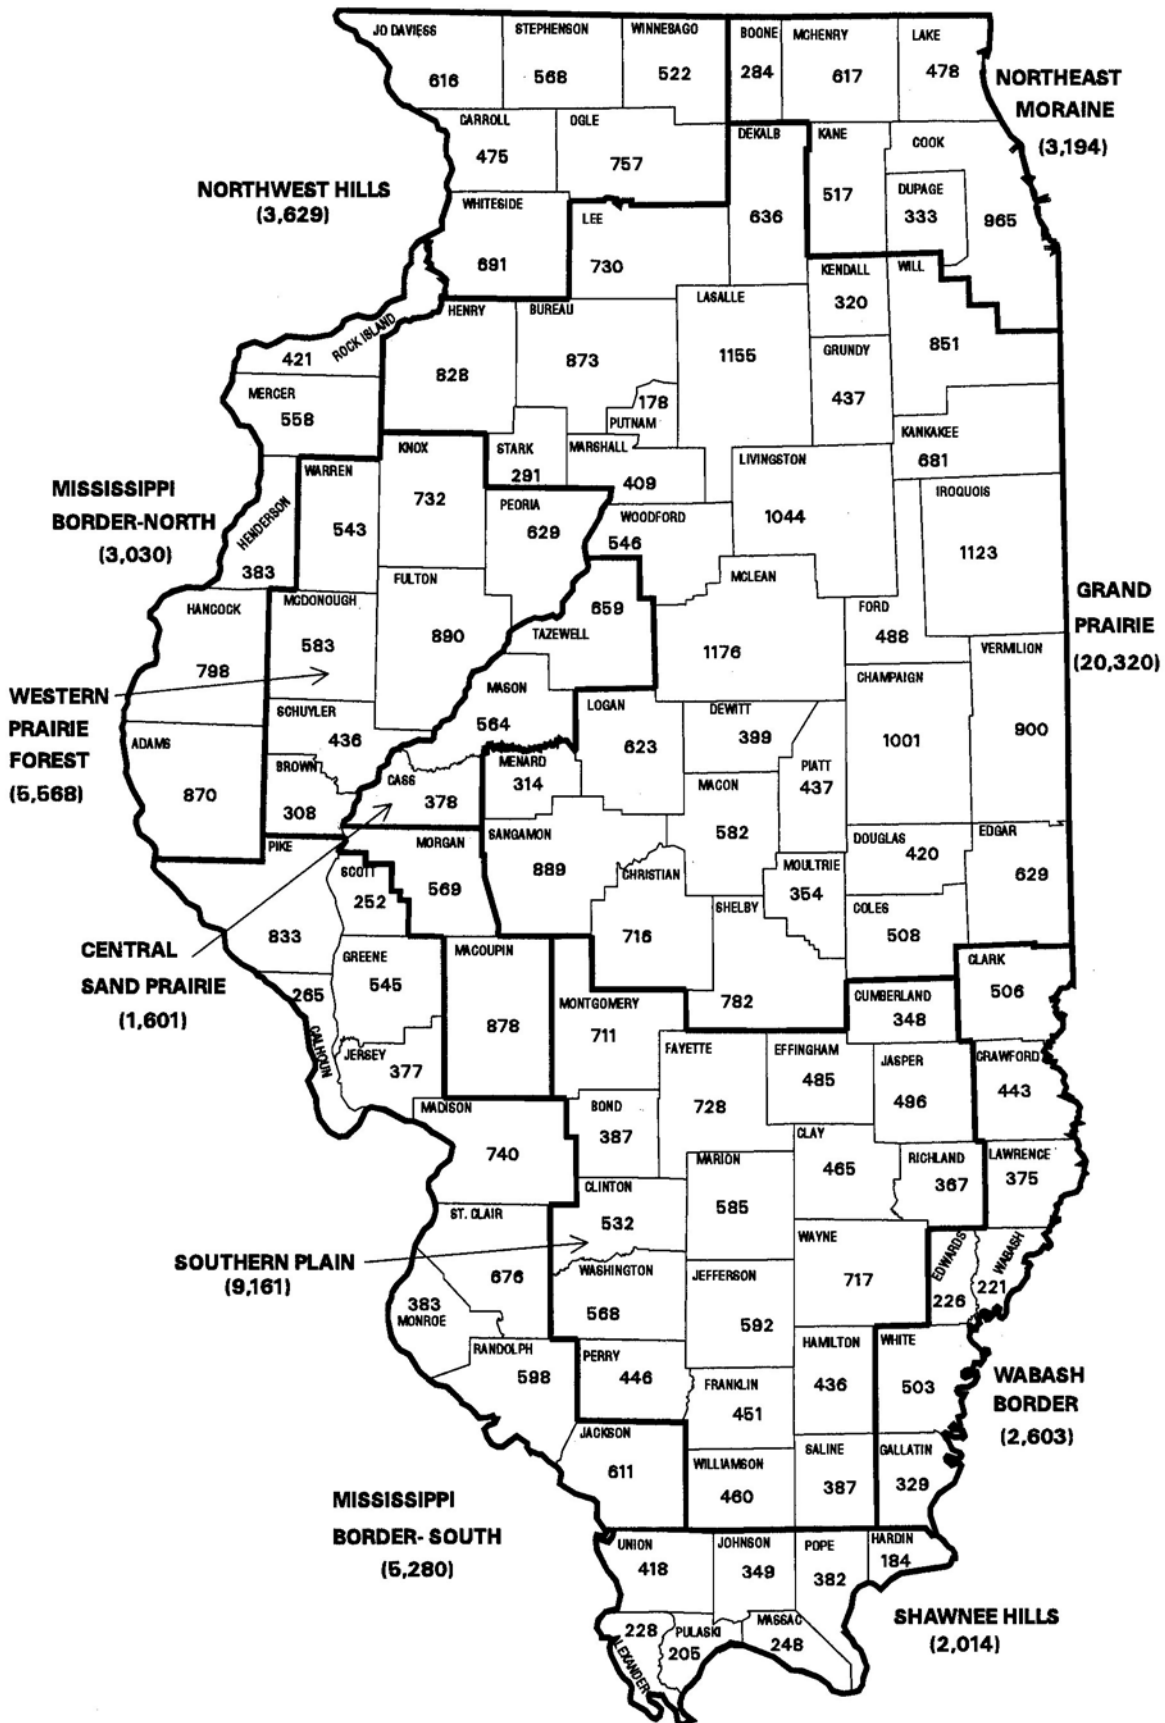 JO DAVIESS
616
STEPHENSON
568
WINNEBAGO
522
BOONE
284
MCHENRY
617
LAKE
478
NORTHEAST
MORAINE
(3,194)
CARROLL
475
OGLE
757
DEKALB
636
KANE
517
COOK
965
DUPAGE
333
NORTHWEST HILLS
(3,629)
WHITESIDE
691
LEE
730
KENDALL
320
WILL
851
ROCK ISLAND
421
HENRY
828
BUREAU
873
LASALLE
1155
GRUNDY
437
MERCER
558
178
PUTNAM
KANKAKEE
681
KNOX
732
STARK
291
MARSHALL
409
LIVINGSTON
1044
IROQUOIS
1123
MISSISSIPPI
BORDER-NORTH
(3,030)
WARREN
543
HENDERSON
383
PEORIA
629
WOODFORD
546
MCLEAN
1176
GRAND
PRAIRIE
(20,320)
HANCOCK
798
MCDONOUGH
583
FULTON
890
659
TAZEWELL
FORD
488
VERMILION
900
WESTERN
PRAIRIE
FOREST
(5,568)
MASON
564
LOGAN
623
DEWITT
399
CHAMPAIGN
1001
ADAMS
870
SCHUYLER
436
BROWN
308
CASS
378
MENARD
314
MACON
582
PIATT
437
PIKE
833
SCOTT
252
MORGAN
569
SANGAMON
889
CHRISTIAN
716
MOULTRIE
354
DOUGLAS
420
EDGAR
629
SHELBY
782
COLES
508
CENTRAL
SAND PRAIRIE
(1,601)
GREENE
545
MACOUPIN
878
CLARK
506
265
CALHOUN
JERSEY
377
MONTGOMERY
711
CUMBERLAND
348
FAYETTE
728
EFFINGHAM
485
JASPER
496
CRAWFORD
443
MADISON
740
BOND
387
CLAY
465
RICHLAND
367
LAWRENCE
375
MARION
585
ST. CLAIR
676
CLINTON
532
SOUTHERN PLAIN
(9,161)
WAYNE
717
EDWARDS
226
WABASH
221
383
MONROE
WASHINGTON
568
JEFFERSON
592
RANDOLPH
598
PERRY
446
HAMILTON
436
WHITE
503
FRANKLIN
451
WABASH
BORDER
(2,603)
JACKSON
611
WILLIAMSON
460
SALINE
387
GALLATIN
329
MISSISSIPPI
BORDER- SOUTH
(5,280)
UNION
418
JOHNSON
349
POPE
382
HARDIN
184
228
ALEXANDER
PULASKI
205
MASSAC
248
SHAWNEE HILLS
(2,014)